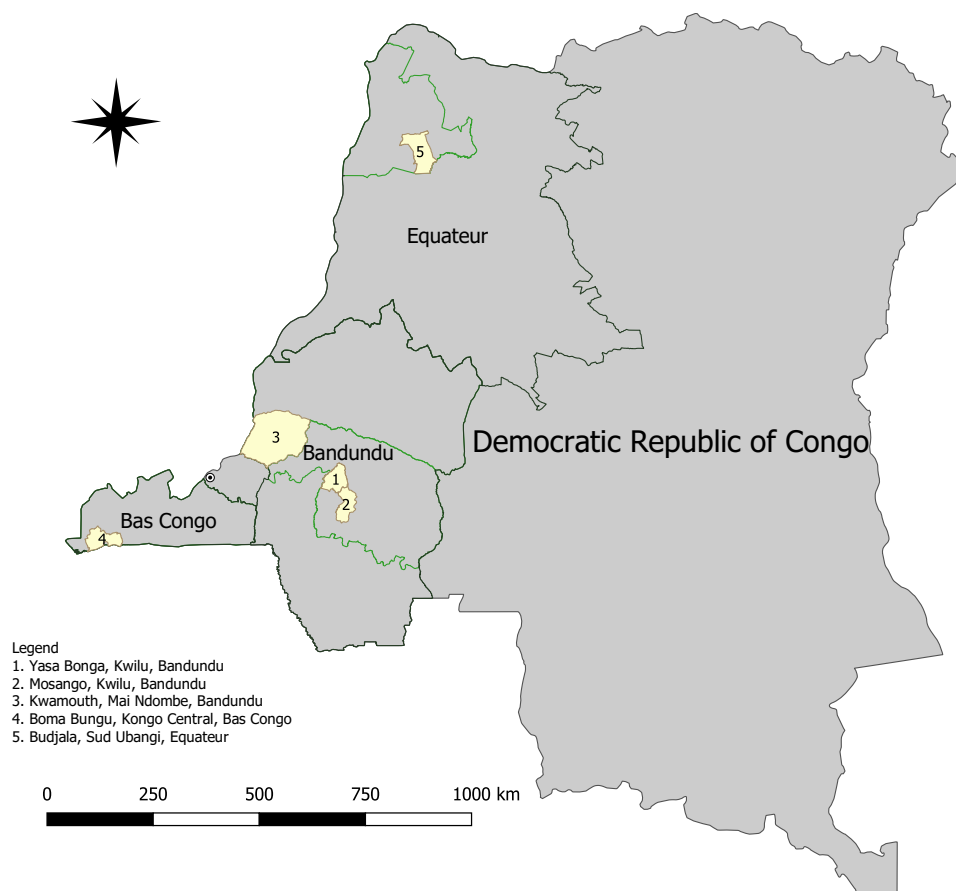 5
Equateur
3
Bandundu
Democratic Republic of Congo
1
2
Bas Congo
4
Legend
1. Yasa Bonga, Kwilu, Bandundu
2. Mosango, Kwilu, Bandundu
3. Kwamouth, Mai Ndombe, Bandundu
4. Boma Bungu, Kongo Central, Bas Congo
5. Budjala, Sud Ubangi, Equateur
0 250 500 750 1000 km